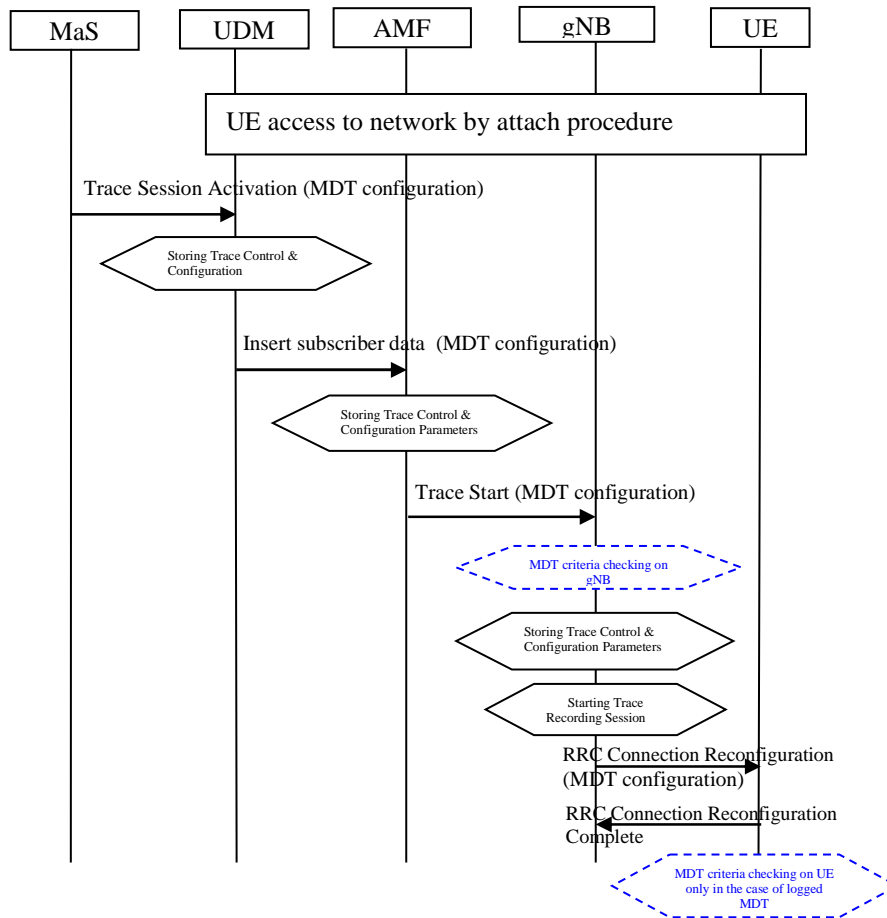 MaS
UDM
AMF
gNB
UE
UE access to network by attach procedure
Trace Session Activation (MDT configuration)
Storing Trace Control &
Configuration
Insert subscriber data (MDT configuration)
Storing Trace Control &
Configuration Parameters
Trace Start (MDT configuration)
MDT criteria checking on
gNB
Storing Trace Control &
Configuration Parameters
Starting Trace
Recording Session
RRC Connection Reconfiguration
(MDT configuration)
RRC Connection Reconfiguration
Complete
MDT criteria checking on UE
only in the case of logged
MDT